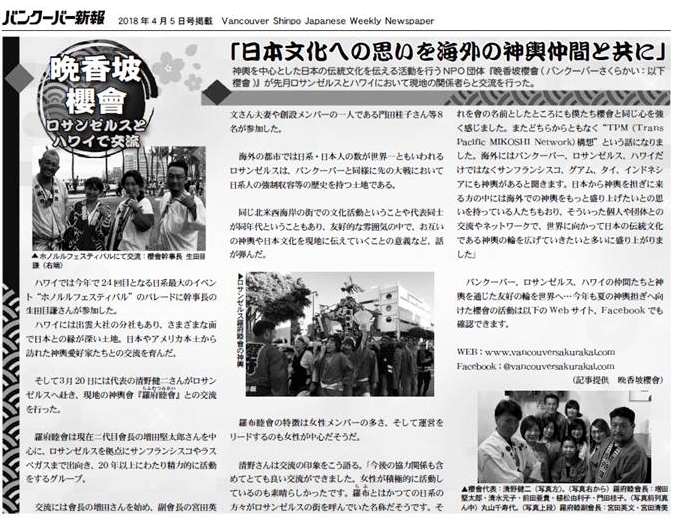 バンクーバー新報
2018年4月5日号掲載 Vancouver Shinpo Japanese Weekly Newspaper
晩香坡
櫻會
ロサンゼルスと
ハワイで交流
「日本文化への思いを海外の神輿仲間と共に」
神輿を中心とした日本の伝統文化を伝える活動を行うNPO団体『晩香坡櫻會(バンクーバーさくらかい:以下
櫻會)』が先月ロサンゼルスとハワイにおいて現地の関係者らと交流を行った。
▲ホノルルフェスティバルにて交流:櫻會幹事長 生田目
謙(右端)
ハワイでは今年で24回目となる日系最大のイベン
ト“ホノルルフェスティバル”のパレードに幹事長の
生田目謙さんが参加した。
ハワイには出雲大社の分社もあり、さまざまな面
で日本との縁が深い土地。日本やアメリカ本土から
訪れた神輿愛好家たちとの交流を育んだ。
そして3月20日には代表の清野健二さんがロサン
ゼルスへ赴き、現地の神輿會『羅府睦會』との交流
を行った。
羅府睦會は現在二代目会長の増田堅太郎さんを中
心に、ロサンゼルスを拠点にサンフランシスコやラス
ベガスまで出向き、20年以上にわたり精力的に活動
をするグループ。
交流には会長の増田さんを始め、副会長の宮田英
文さん夫妻や創設メンバーの一人である門田桂子さん等8
名が参加した。
海外の都市では日系・日本人の数が世界一ともいわれる
ロサンゼルスは、バンクーバーと同様に先の大戦において
日系人の強制収容等の歴史を持つ土地である。
同じ北米西海岸の街での文化活動ということや代表同士
が同年代ということもあり、友好的な雰囲気の中で、お互い
の神輿や日本文化を現地に伝えていくことの意義など、話
が弾んだ。
▶ロサンゼルス羅府睦會の神輿
羅布睦會の特徴は女性メンバーの多さ、そして運営を
リードするのも女性が中心だそうだ。
清野さんは交流の印象をこう語る。「今後の協力関係も含
めてとても良い交流ができました。女性が積極的に活動し
ているのも素晴らしかったです。羅布とはかつての日系の
方々がロサンゼルスの街を呼んでいた名称だそうです。そ
れを會の名前としたところにも僕たち櫻會と同じ心を強
く感じました。またどちらからともなく“TPM (Trans
Pacific MIKOSHI Network)構想”という話になりまし
た。海外にはバンクーバー、ロサンゼルス、ハワイだ
けではなくサンフランシスコ、グアム、タイ、インドネシ
アにも神輿があると聞きます。日本から神輿を担ぎに来
る方の中には海外での神輿をもっと盛り上げたいとの思
いを持っている人たちもおり、そういった個人や団体との
交流やネットワークで、世界に向かって日本の伝統文化
である神輿の輪を広げていきたいと多いに盛り上がりま
した」
バンクーバー、ロサンゼルス、ハワイの仲間たちと神
輿を通じた友好の輪を世界へ…今年も夏の神輿担ぎへ向
けた櫻會の活動は以下のWebサイト、Facebookでも
確認できます。
WEB:www.vancouversakurakai.com
Facebook:@vancouversakurakai.com
(記事提供 晩香坡櫻會)
▲櫻會代表:清野健二(写真左)。(写真右から)羅府睦會:増田
堅太郎・清水元子・前田亜貴・植松由利子・門田桂子。(写真前列真
ん中)丸山千寿代。(写真上段)羅府睦副會長:宮田英文・宮田清美